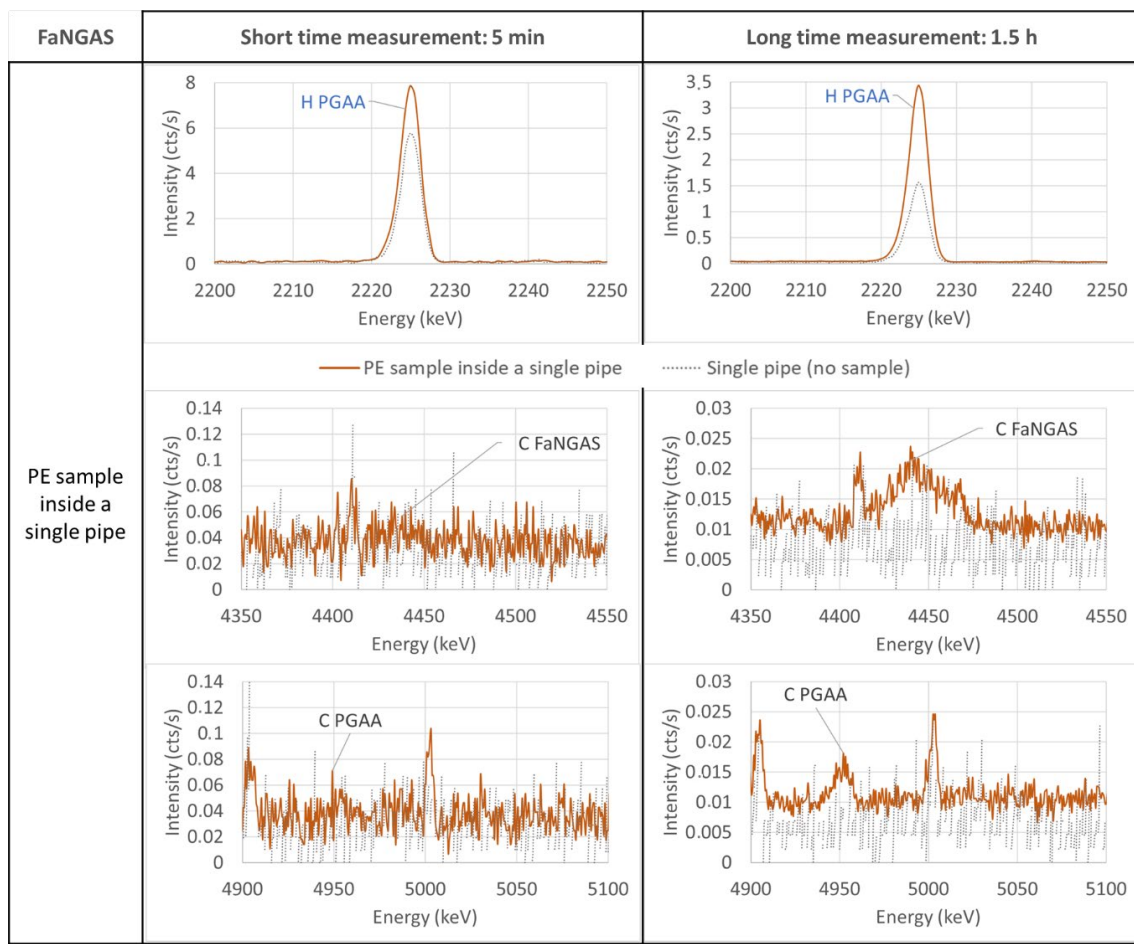 FaNGAS
Short time measurement: 5 min
Long time measurement: 1.5 h
PE sample
inside a
single pipe
Intensity (cts/s)
8
6
4
2
0
H PGAA
2200 2210 2220 2230 2240 2250
Energy (keV)
Intensity (cts/s)
3.5
3
2.5
2
1.5
1
0.5
0
H PGAA
2200 2210 2220 2230 2240 2250
Energy (keV)
PE sample inside a single pipe
Single pipe (no sample)
Intensity (cts/s)
0.14
0.12
0.1
0.08
0.06
0.04
0.02
0
C FaNGAS
4350 4400 4450 4500 4550
Energy (keV)
Intensity (cts/s)
0.03
0.025
0.02
0.015
0.01
0.005
0
C FaNGAS
4350 4400 4450 4500 4550
Energy (keV)
Intensity (cts/s)
0.14
0.12
0.1
0.08
0.06
0.04
0.02
0
C PGAA
4900 4950 5000 5050 5100
Energy (keV)
Intensity (cts/s)
0.03
0.025
0.02
0.015
0.01
0.005
0
C PGAA
4900 4950 5000 5050 5100
Energy (keV)